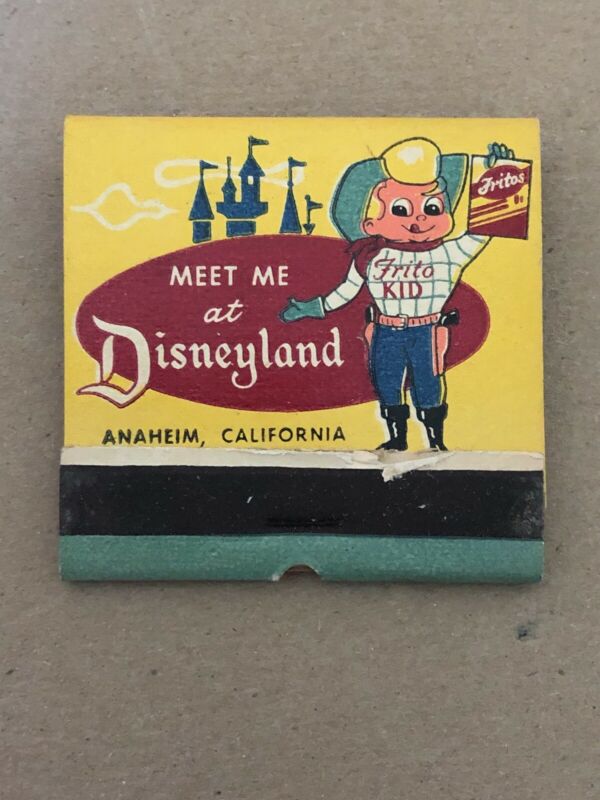 MEET ME
at
Disneyland
ANAHEIM, CALIFORNIA
Fritos
Frito
KID